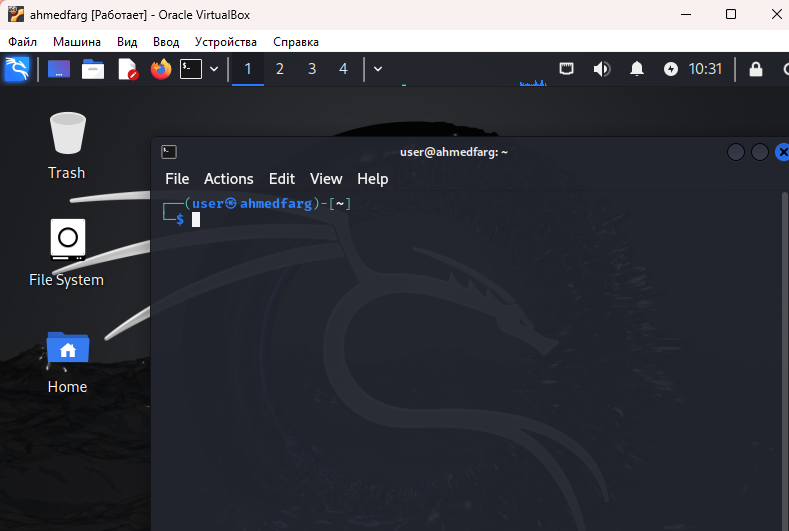 ahmedfarg [Работает] - Oracle VirtualBox
Файл Машина Вид Ввод Устройства Справка
1 2 3 4 10:31
Trash
File System
Home
user@ahmedfarg: ~
File Actions Edit View Help
┌──(user㉿ahmedfarg)-[~]
└─$